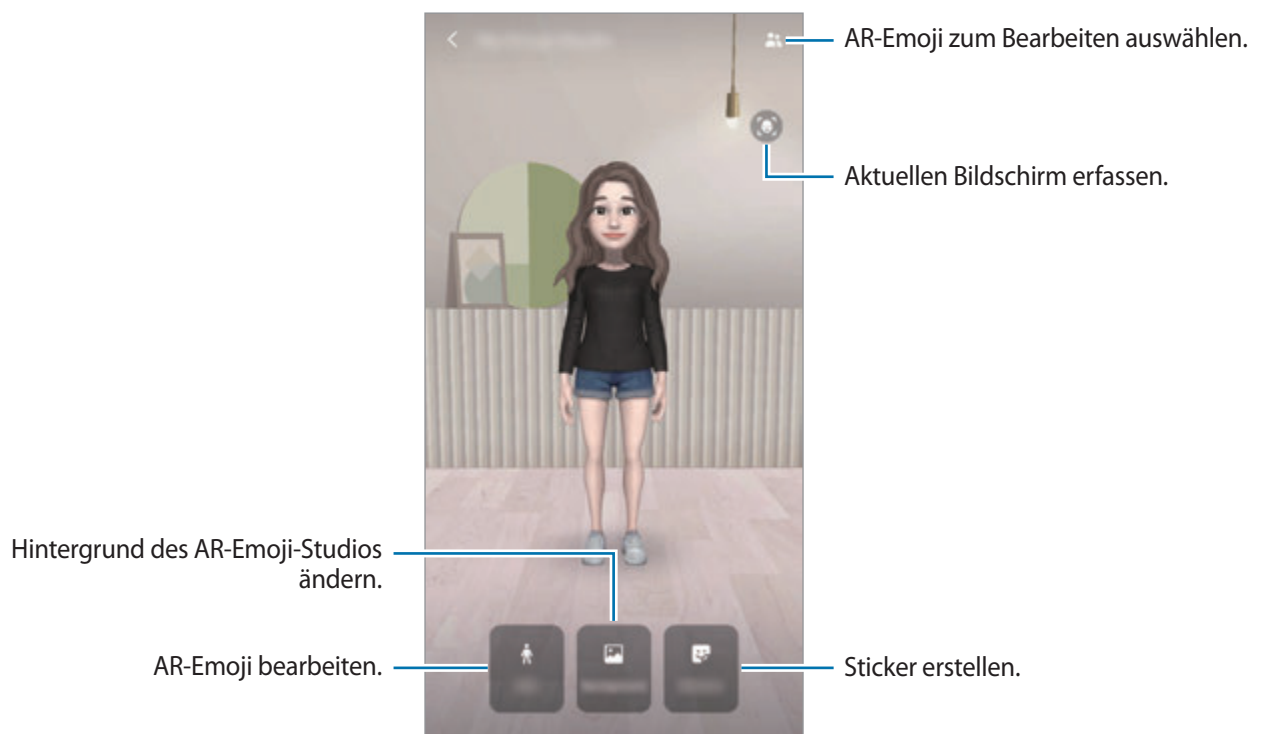 AR-Emoji zum Bearbeiten auswählen.
Aktuellen Bildschirm erfassen.
Hintergrund des AR-Emoji-Studios
ändern.
AR-Emoji bearbeiten.
Sticker erstellen.